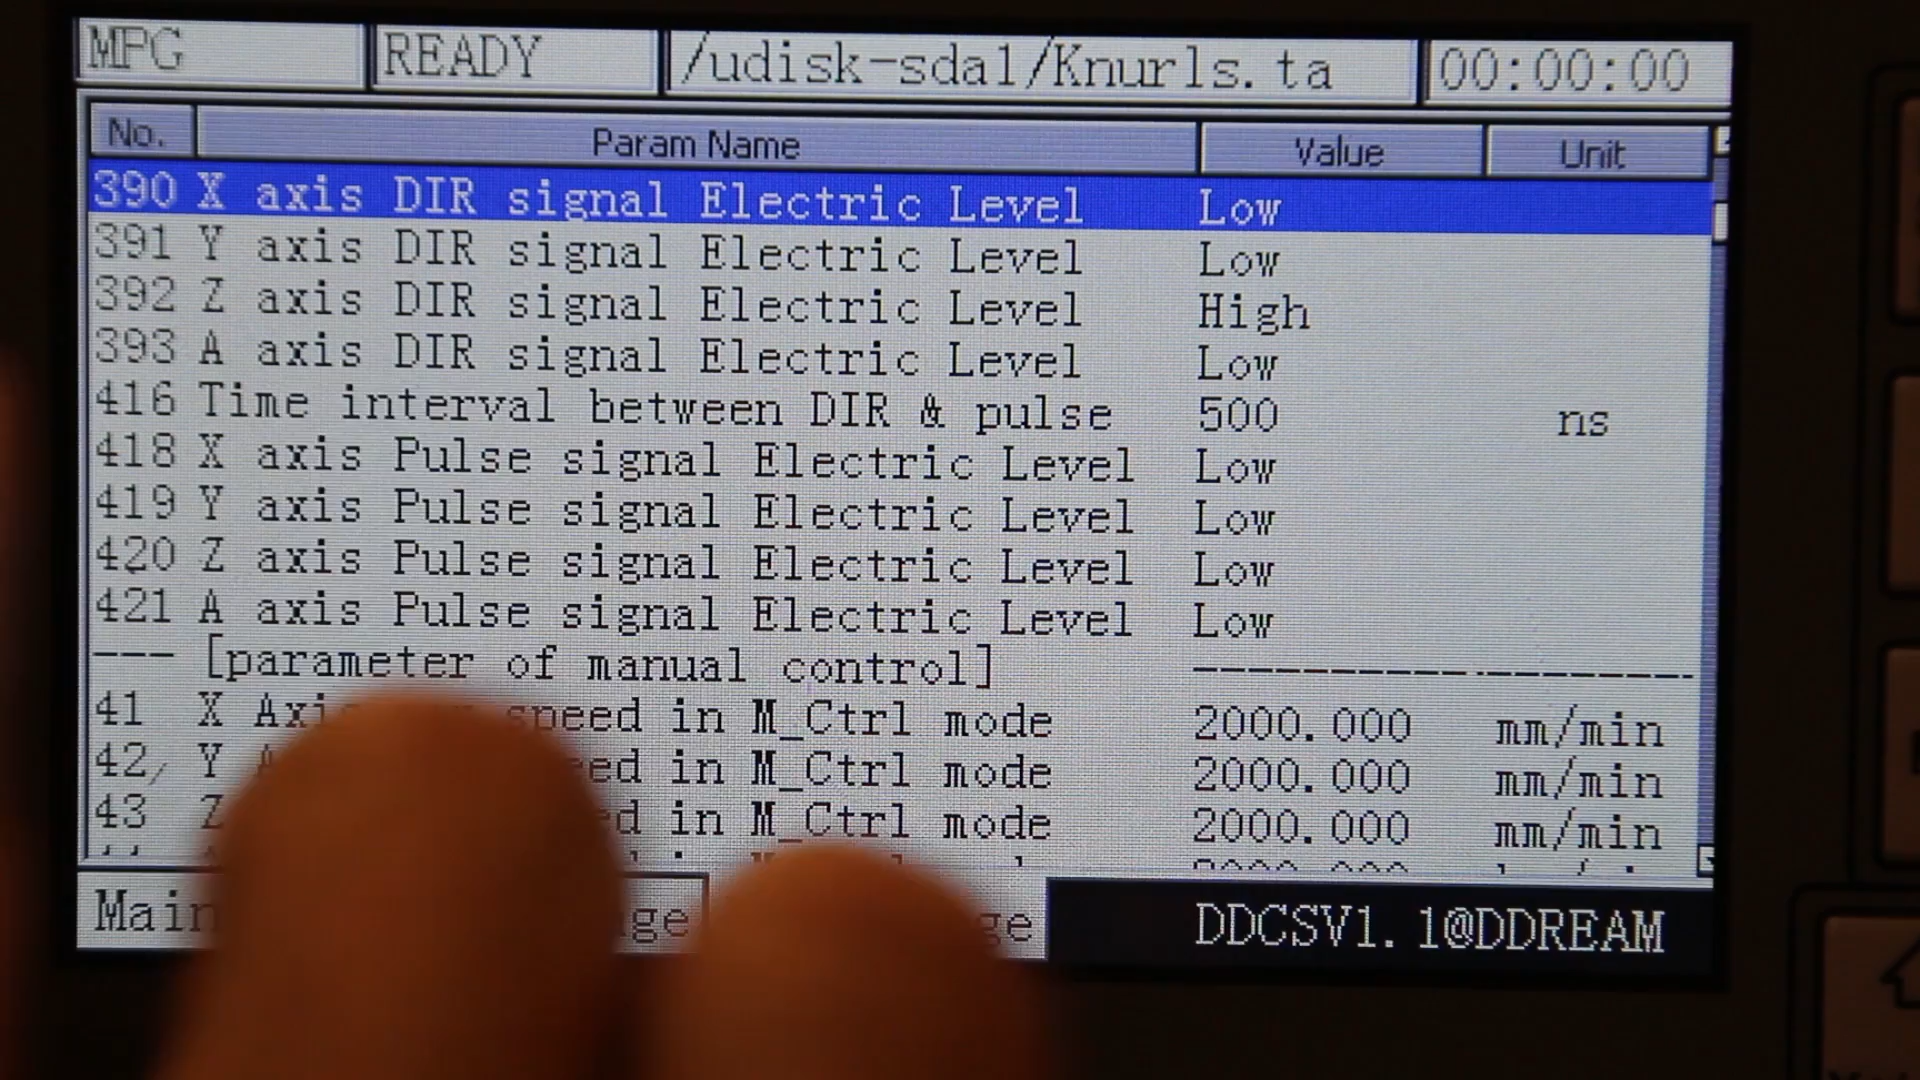 MPG READY /udisk-sda1/Knurls.ta 00:00:00
No. Param Name Value Unit
390 X axis DIR signal Electric Level Low
391 Y axis DIR signal Electric Level Low
392 Z axis DIR signal Electric Level High
393 A axis DIR signal Electric Level Low
416 Time interval between DIR & pulse 500 ns
418 X axis Pulse signal Electric Level Low
419 Y axis Pulse signal Electric Level Low
420 Z axis Pulse signal Electric Level Low
421 A axis Pulse signal Electric Level Low
--- [parameter of manual control] ---------------------
41 X speed in M_Ctrl mode 2000.000 mm/min
42 Y in M_Ctrl mode 2000.000 mm/min
43 Z in M_Ctrl mode 2000.000 mm/min
Main DDCSV1.1@DDREAM